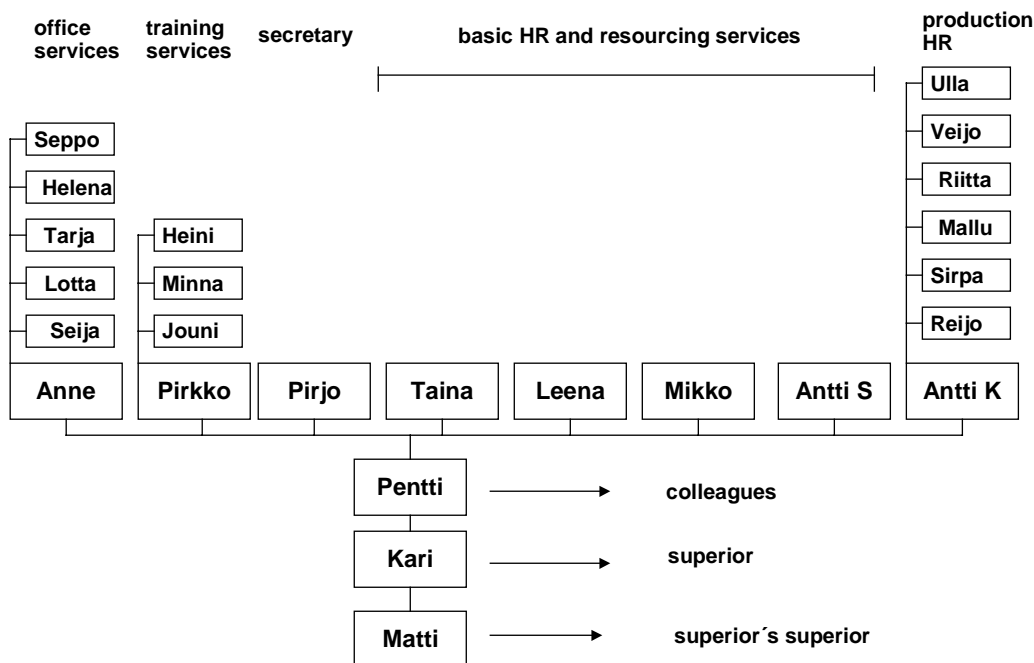 office
services
training
services
secretary
basic HR and resourcing services
production
HR
Ulla
Seppo
Veijo
Helena
Riitta
Tarja
Heini
Mallu
Lotta
Minna
Sirpa
Seija
Jouni
Reijo
Anne
Pirkko
Pirjo
Taina
Leena
Mikko
Antti S
Antti K
Pentti
colleagues
Kari
superior
Matti
superior´s superior